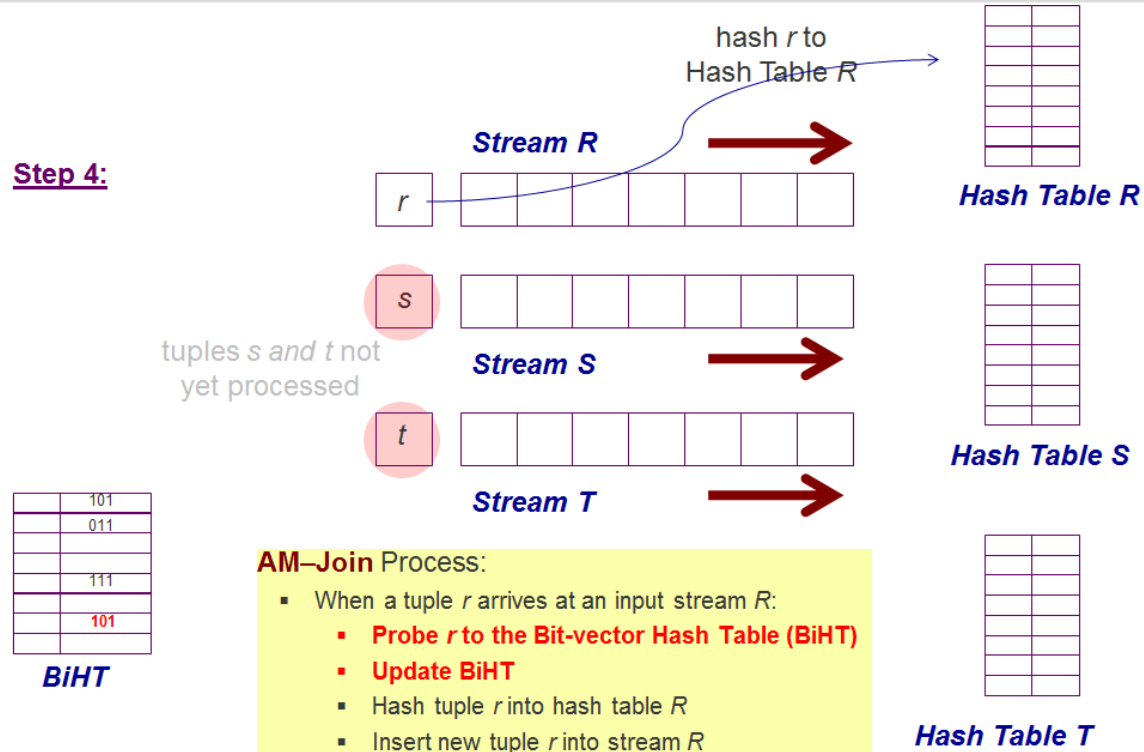 hash r to
Hash Table R
Stream R
Step 4:
r
Hash Table R
s
tuples s and t not
yet processed
Stream S
t
Hash Table S
Stream T
101
011
111
101
BiHT
AM–Join Process:
▪ When a tuple r arrives at an input stream R:
▪ Probe r to the Bit-vector Hash Table (BiHT)
▪ Update BiHT
▪ Hash tuple r into hash table R
▪ Insert new tuple r into stream R
Hash Table T